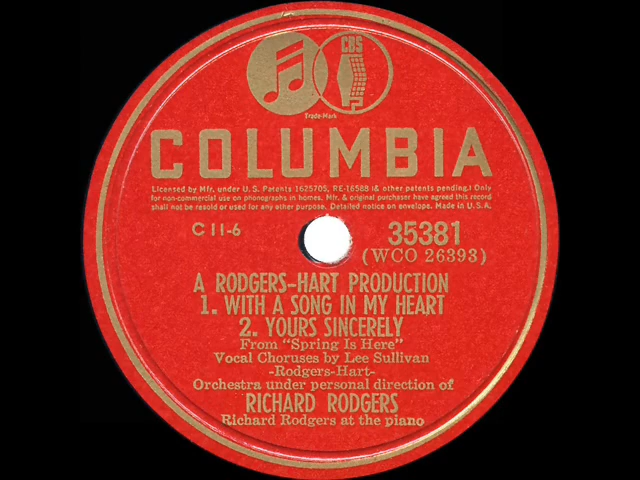 CBS
Trade-Mark
COLUMBIA
Licensed by Mfr. under U.S. Patents 1625705, RE-16588 (& other patents pending.) Only
for non-commercial use on phonographs in homes. Mfr. & original purchaser have agreed this record
shall not be resold or used for any other purpose. Detailed notice on envelope. Made in U.S.A.
C11-6
35381
(WCO 26393)
A RODGERS-HART PRODUCTION
1. WITH A SONG IN MY HEART
2. YOURS SINCERELY
From "Spring Is Here"
Vocal Choruses by Lee Sullivan
-Rodgers-Hart-
Orchestra under personal direction of
RICHARD RODGERS
Richard Rodgers at the piano